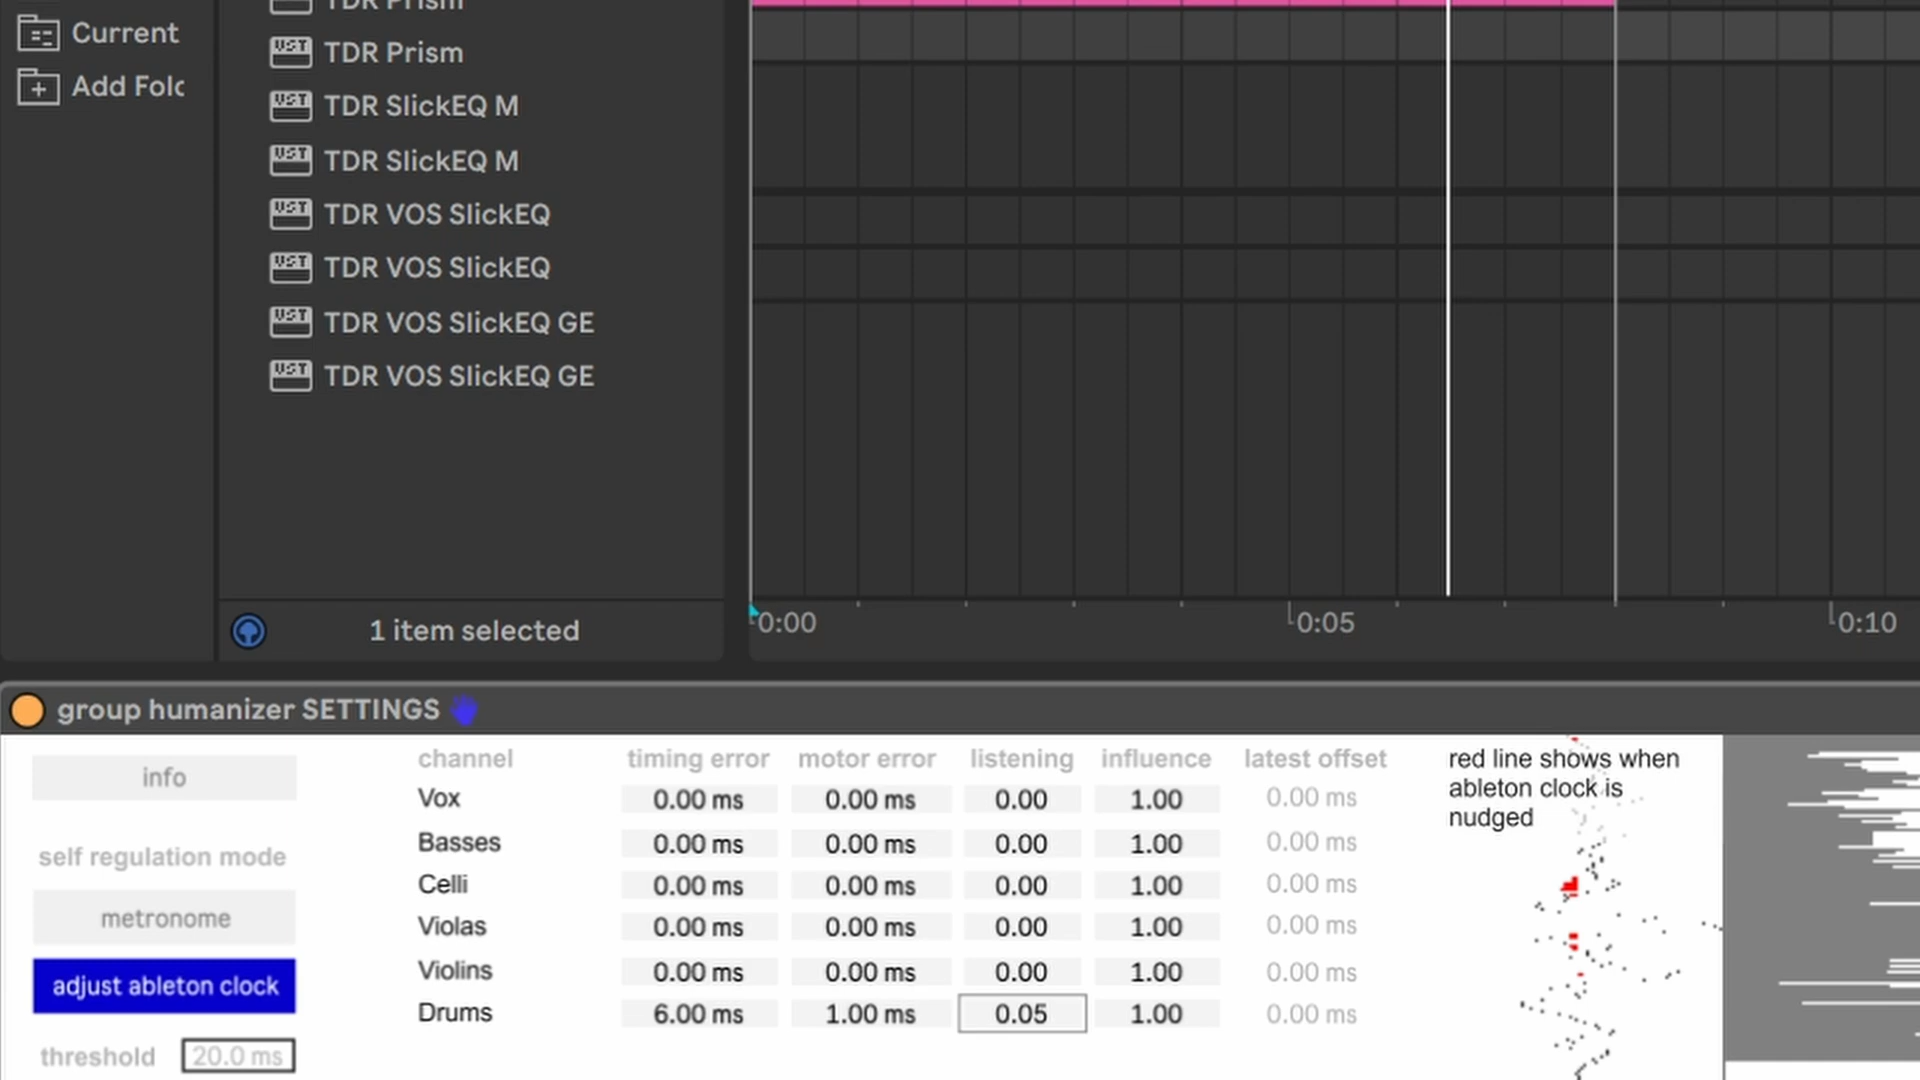 Current
Add Folc
TDR Prism
TDR Prism
TDR SlickEQ M
TDR SlickEQ M
TDR VOS SlickEQ
TDR VOS SlickEQ
TDR VOS SlickEQ GE
TDR VOS SlickEQ GE
1 item selected
0:00 0:05 0:10
group humanizer SETTINGS
info
self regulation mode
metronome
adjust ableton clock
threshold 20.0 ms
channel timing error motor error listening influence latest offset
Vox 0.00 ms 0.00 ms 0.00 1.00 0.00 ms
Basses 0.00 ms 0.00 ms 0.00 1.00 0.00 ms
Celli 0.00 ms 0.00 ms 0.00 1.00 0.00 ms
Violas 0.00 ms 0.00 ms 0.00 1.00 0.00 ms
Violins 0.00 ms 0.00 ms 0.00 1.00 0.00 ms
Drums 6.00 ms 1.00 ms 0.05 1.00 0.00 ms
red line shows when
ableton clock is
nudged